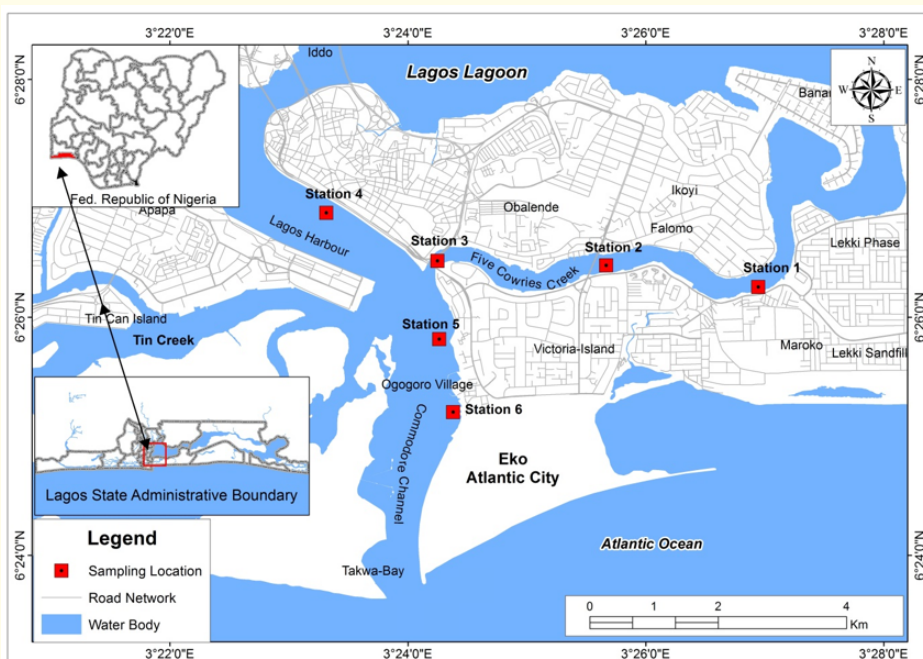 3°22'0"E
3°24'0"E
3°26'0"E
3°28'0"E
6°28'0"N
6°28'0"N
Iddo
Lagos Lagoon
N
W
E
S
Fed. Republic of Nigeria
Apapa
Station 4
Lagos Harbour
Obalende
Ikoyi
Falomo
Station 3
Station 2
Five Cowries Creek
Lekki Phase
Station 1
6°26'0"N
6°26'0"N
Tin Can Island
Tin Creek
Station 5
Victoria-Island
Maroko
Lekki Sandfill
Ogogoro Village
Station 6
Commodore Channel
Eko
Atlantic City
Lagos State Administrative Boundary
Legend
Sampling Location
Road Network
Water Body
Atlantic Ocean
6°24'0"N
6°24'0"N
Takwa-Bay
0 1 2 4
Km
3°22'0"E
3°24'0"E
3°26'0"E
3°28'0"E